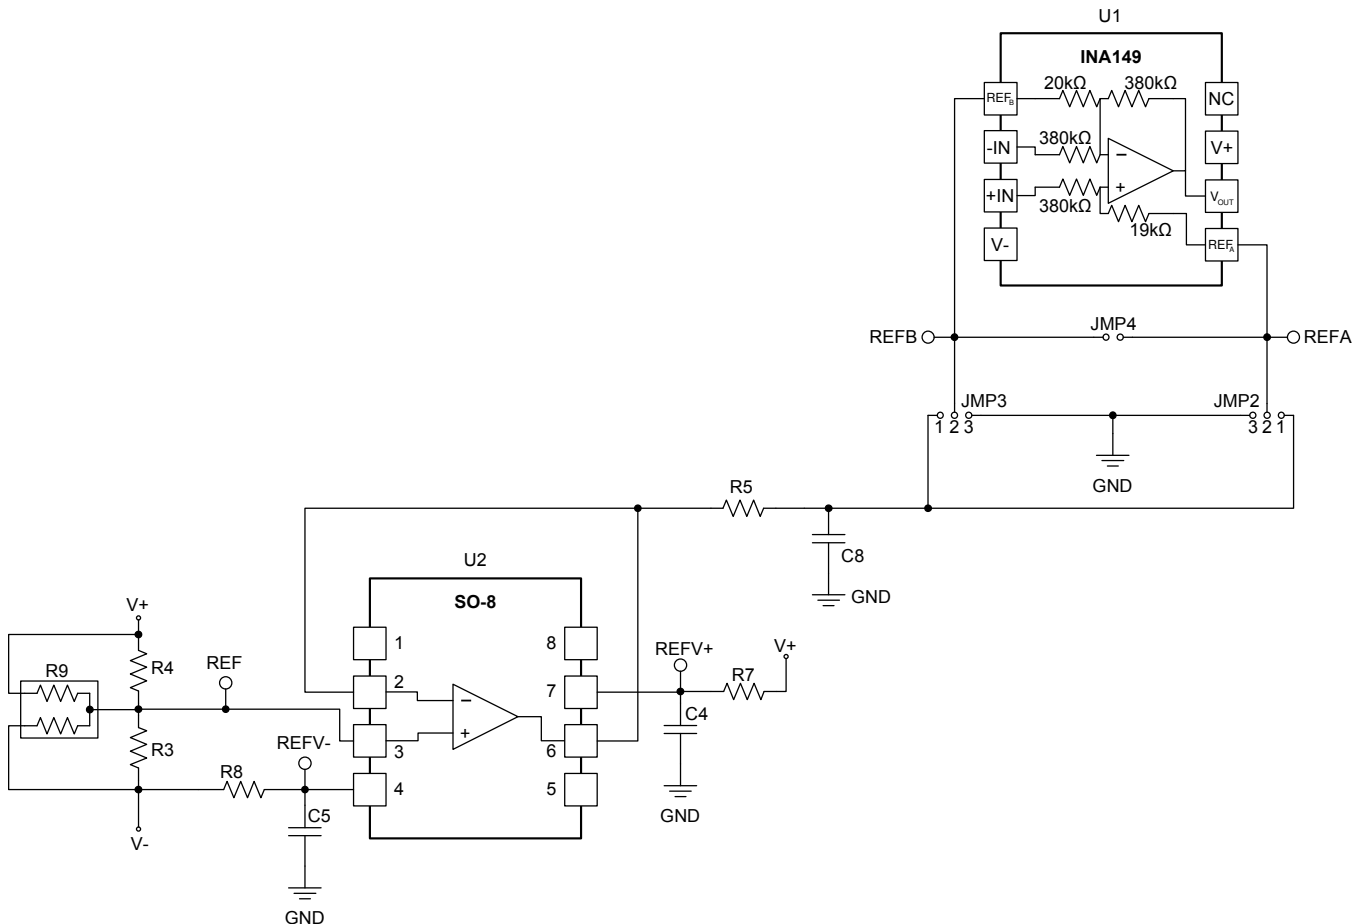 U1
INA149
20kΩ 380kΩ
REFB NC
-IN 380kΩ − V+
+IN + VOUT
380kΩ
19kΩ
V- REFA
REFB JMP4 REFA
JMP3 JMP2
1 2 3 3 2 1
GND
R5
C8
GND
U2
SO-8
V+
1 8
REF REFV+ V+
R9 R4
2 − 7 R7
C4
3 + 6
R3 REFV-
R8 4 5
C5 GND
V-
GND